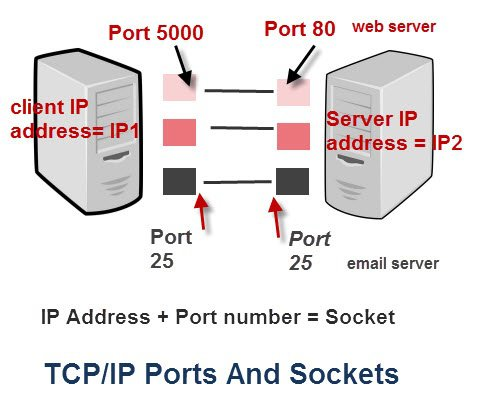 Port 5000
Port 80
web server
client IP
address= IP1
Server IP
address = IP2
Port
25
Port
25
email server
IP Address + Port number = Socket
TCP/IP Ports And Sockets